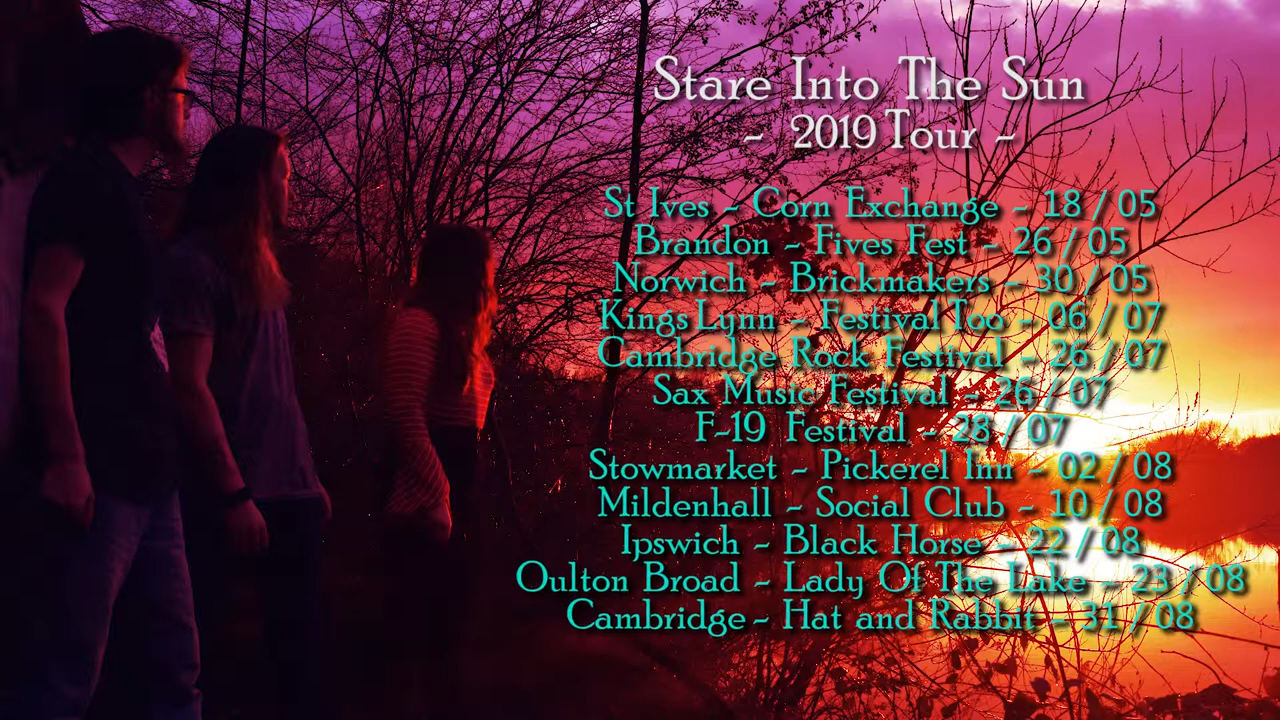 Stare Into The Sun
~ 2019 Tour ~
St Ives ~ Corn Exchange ~ 18 / 05
Brandon ~ Fives Fest ~ 26 / 05
Norwich ~ Brickmakers ~ 30 / 05
Kings Lynn ~ Festival Too ~ 06 / 07
Cambridge Rock Festival ~ 26 / 07
Sax Music Festival ~ 26 / 07
F~19 Festival ~ 28 / 07
Stowmarket ~ Pickerel Inn ~ 02 / 08
Mildenhall ~ Social Club ~ 10 / 08
Ipswich ~ Black Horse ~ 22 / 08
Oulton Broad ~ Lady Of The Lake ~ 23 / 08
Cambridge ~ Hat and Rabbit ~ 31 / 08